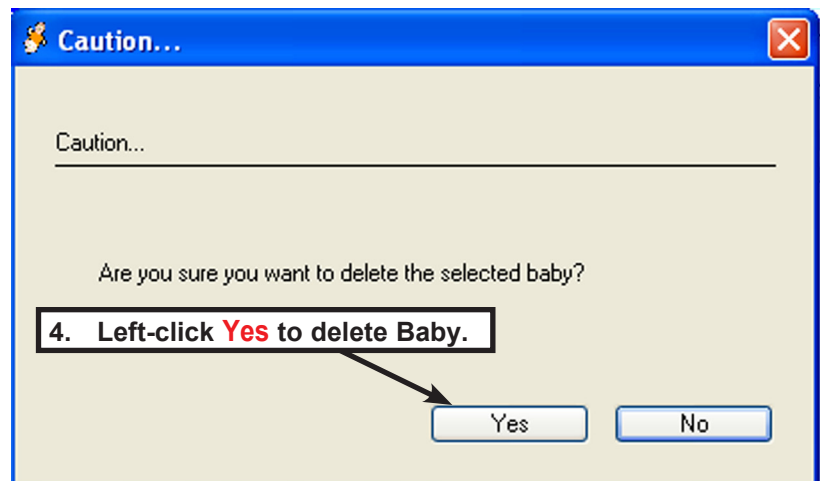 Caution...
Caution...
Are you sure you want to delete the selected baby?
4. Left-click Yes to delete Baby.
Yes No